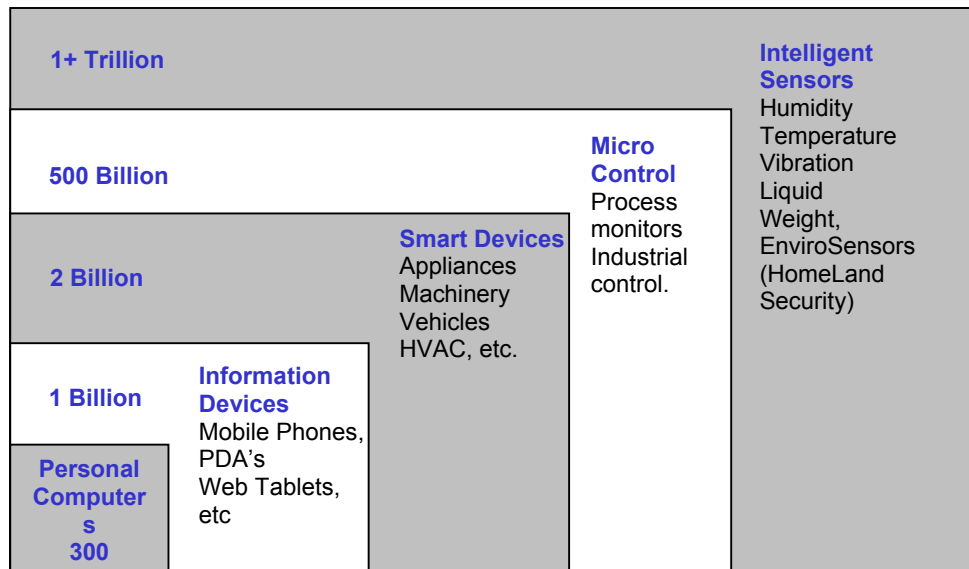 1+ Trillion
Intelligent
Sensors
Humidity
Temperature
Vibration
Liquid
Weight,
EnviroSensors
(HomeLand
Security)
500 Billion
Micro
Control
Process
monitors
Industrial
control.
2 Billion
Smart Devices
Appliances
Machinery
Vehicles
HVAC, etc.
1 Billion
Information
Devices
Mobile Phones,
PDA's
Web Tablets,
etc
Personal
Computer
s
300